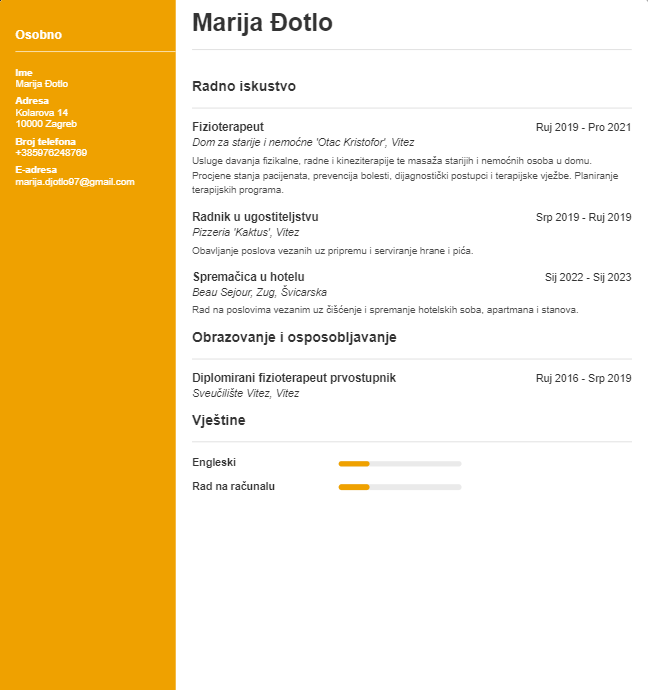 Osobno
Ime
Marija Đotlo
Adresa
Kolarova 14
10000 Zagreb
Broj telefona
+385976248769
E-adresa
marija.djotlo97@gmail.com
Marija Đotlo
Radno iskustvo
Fizioterapeut Ruj 2019 - Pro 2021
Dom za starije i nemoćne 'Otac Kristofor', Vitez
Usluge davanja fizikalne, radne i kineziterapije te masaža starijih i nemoćnih osoba u domu.
Procjene stanja pacijenata, prevencija bolesti, dijagnostički postupci i terapijske vježbe. Planiranje
terapijskih programa.
Radnik u ugostiteljstvu Srp 2019 - Ruj 2019
Pizzeria 'Kaktus', Vitez
Obavljanje poslova vezanih uz pripremu i serviranje hrane i pića.
Spremačica u hotelu Sij 2022 - Sij 2023
Beau Sejour, Zug, Švicarska
Rad na poslovima vezanim uz čišćenje i spremanje hotelskih soba, apartmana i stanova.
Obrazovanje i osposobljavanje
Diplomirani fizioterapeut prvostupnik Ruj 2016 - Srp 2019
Sveučilište Vitez, Vitez
Vještine
Engleski
Rad na računalu